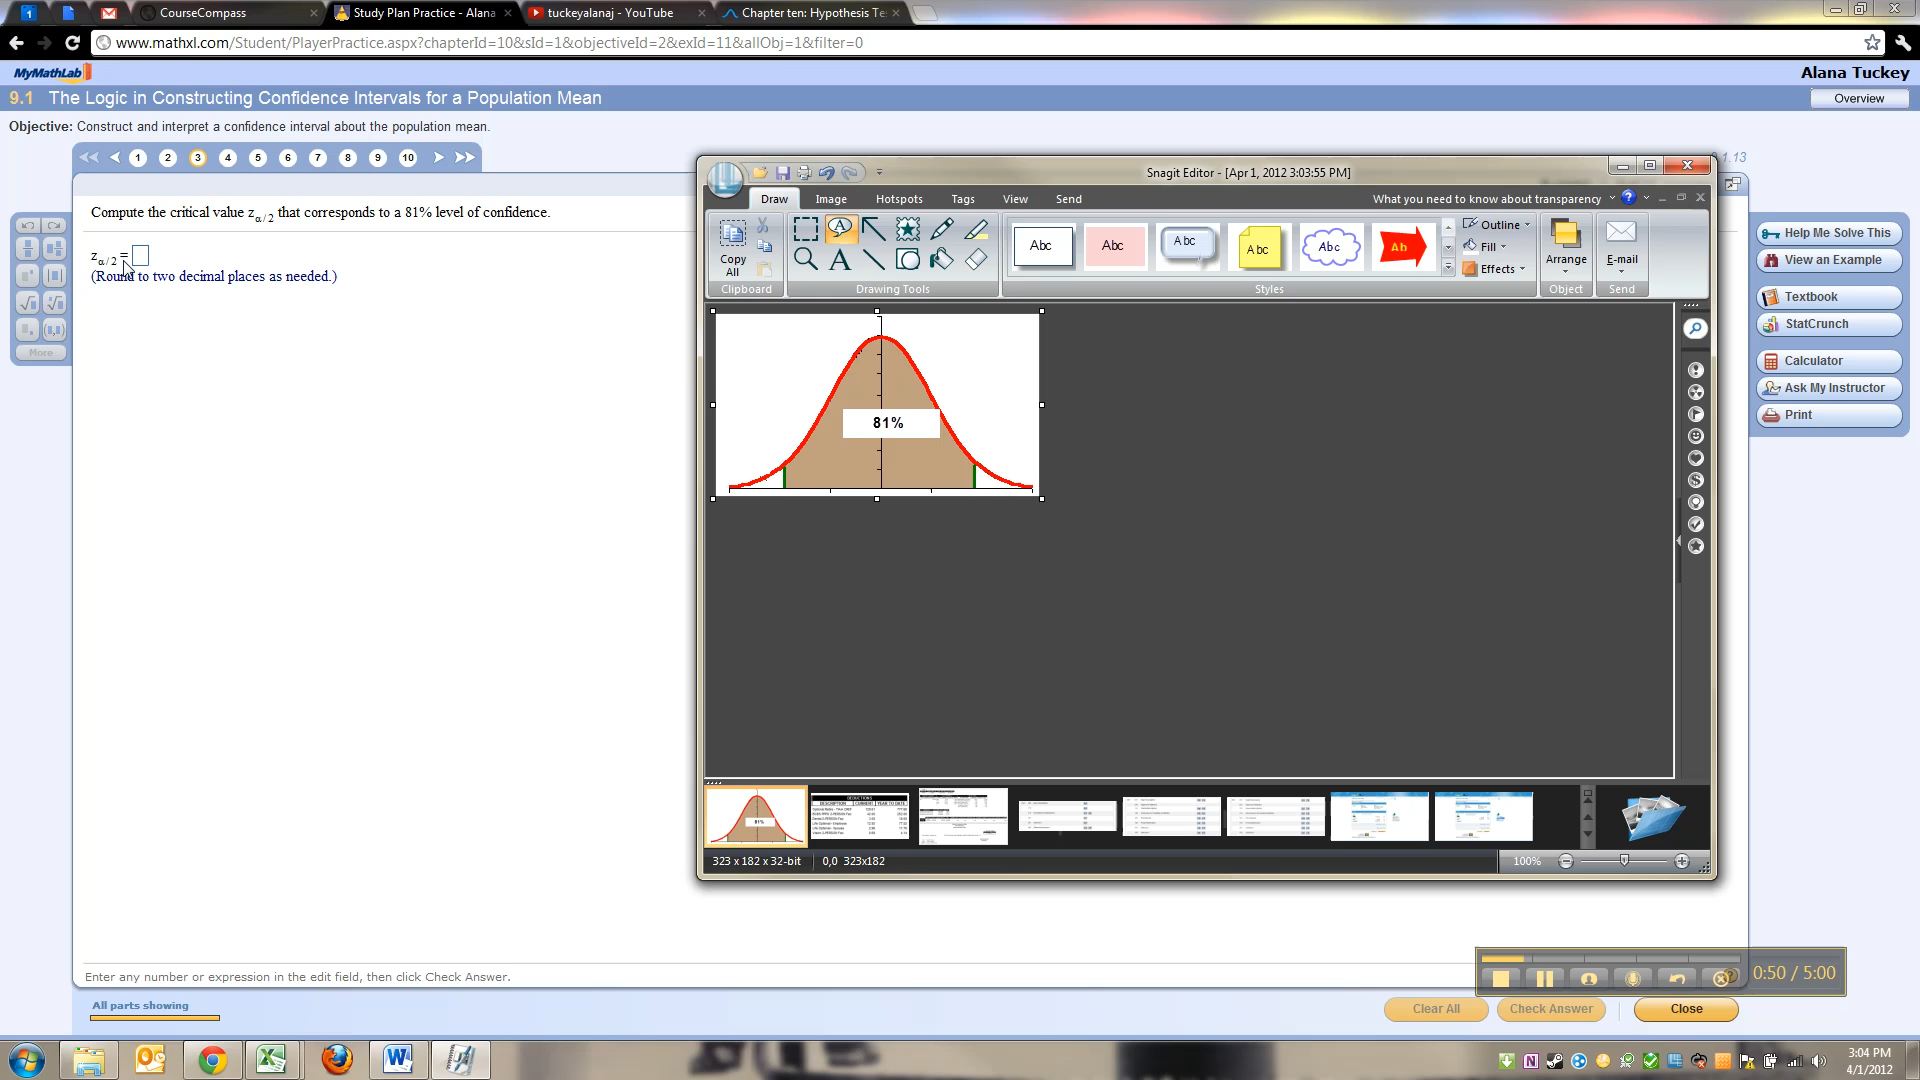 1
CourseCompass
Study Plan Practice - Alana
tuckeyalanaj - YouTube
Chapter ten: Hypothesis Te
www.mathxl.com/Student/PlayerPractice.aspx?chapterId=10&sId=1&objectiveId=2&exId=11&allObj=1&filter=0
MyMathLab
Alana Tuckey
9.1 The Logic in Constructing Confidence Intervals for a Population Mean
Overview
Objective: Construct and interpret a confidence interval about the population mean.
1 2 3 4 5 6 7 8 9 10
1.13
Compute the critical value zα/2 that corresponds to a 81% level of confidence.
zα/2 =
(Round to two decimal places as needed.)
More
Snagit Editor - [Apr 1, 2012 3:03:55 PM]
Draw Image Hotspots Tags View Send
What you need to know about transparency
Copy
All
Clipboard
A
A
Drawing Tools
Abc Abc Abc Abc Abc Ab
Styles
Outline
Fill
Effects
Arrange
Object
E-mail
Send
81%
81%
DEDUCTIONS
323 x 182 x 32-bit 0,0 323x182
100%
Help Me Solve This
View an Example
Textbook
StatCrunch
Calculator
Ask My Instructor
Print
Enter any number or expression in the edit field, then click Check Answer.
0:50 / 5:00
All parts showing
Clear All
Check Answer
Close
3:04 PM
4/1/2012